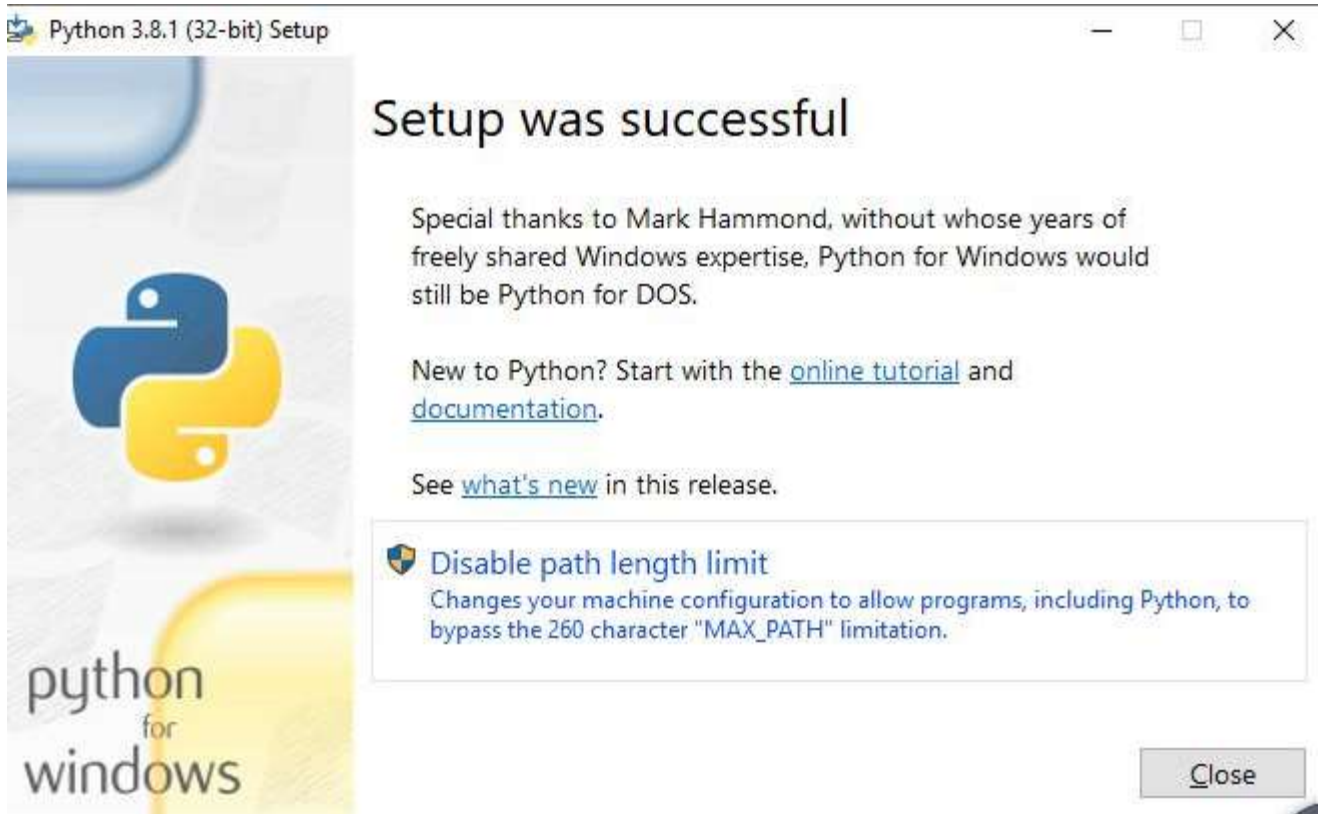 Python 3.8.1 (32-bit) Setup
Setup was successful
Special thanks to Mark Hammond, without whose years of
freely shared Windows expertise, Python for Windows would
still be Python for DOS.
New to Python? Start with the online tutorial and
documentation.
See what's new in this release.
Disable path length limit
Changes your machine configuration to allow programs, including Python, to
bypass the 260 character "MAX_PATH" limitation.
python
for
windows
Close